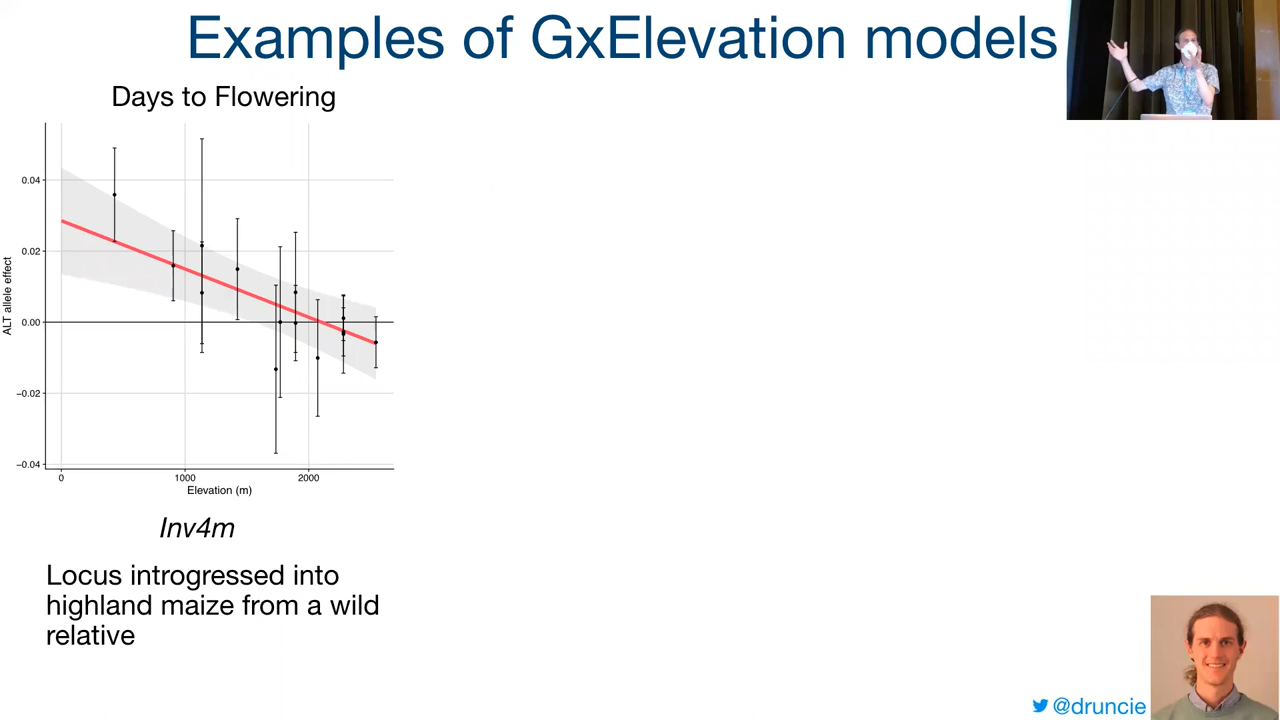 Examples of GxElevation models
Days to Flowering
ALT allele effect
0.04
0.02
0.00
−0.02
−0.04
0
1000
2000
Elevation (m)
Inv4m
Locus introgressed into
highland maize from a wild
relative
@druncie